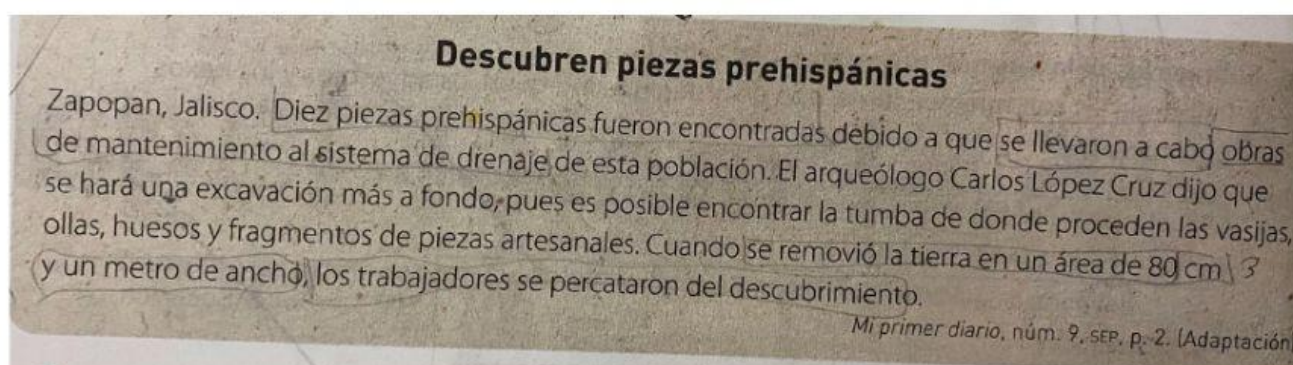 Descubren piezas prehispánicas
Zapopan, Jalisco. Diez piezas prehispánicas fueron encontradas debido a que se llevaron a cabo obras
de mantenimiento al sistema de drenaje de esta población. El arqueólogo Carlos López Cruz dijo que
se hará una excavación más a fondo, pues es posible encontrar la tumba de donde proceden las vasijas,
ollas, huesos y fragmentos de piezas artesanales. Cuando se removió la tierra en un área de 80 cm 3
y un metro de ancho, los trabajadores se percataron del descubrimiento.
Mi primer diario, núm. 9, SEP, p. 2. (Adaptación)